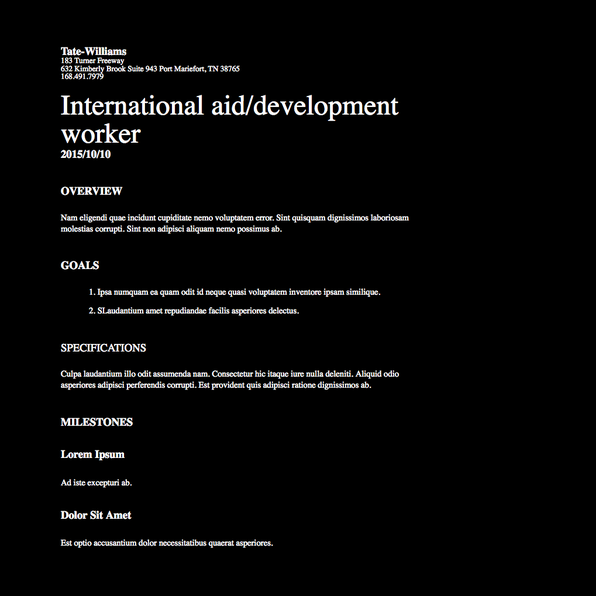 Tate-Williams
183 Turner Freeway
632 Kimberly Brook Suite 943 Port Mariefort, TN 38765
168.491.7979
International aid/development
worker
2015/10/10
OVERVIEW
Nam eligendi quae incidunt cupiditate nemo voluptatem error. Sint quisquam dignissimos laboriosam
molestias corrupti. Sint non adipisci aliquam nemo possimus ab.
GOALS
1. Ipsa numquam ea quam odit id neque quasi voluptatem inventore ipsam similique.
2. SLaudantium amet repudiandae facilis asperiores delectus.
SPECIFICATIONS
Culpa laudantium illo odit assumenda nam. Consectetur hic itaque iure nulla deleniti. Aliquid odio
asperiores adipisci perferendis corrupti. Est provident quis adipisci ratione dignissimos ab.
MILESTONES
Lorem Ipsum
Ad iste excepturi ab.
Dolor Sit Amet
Est optio accusantium dolor necessitatibus quaerat asperiores.